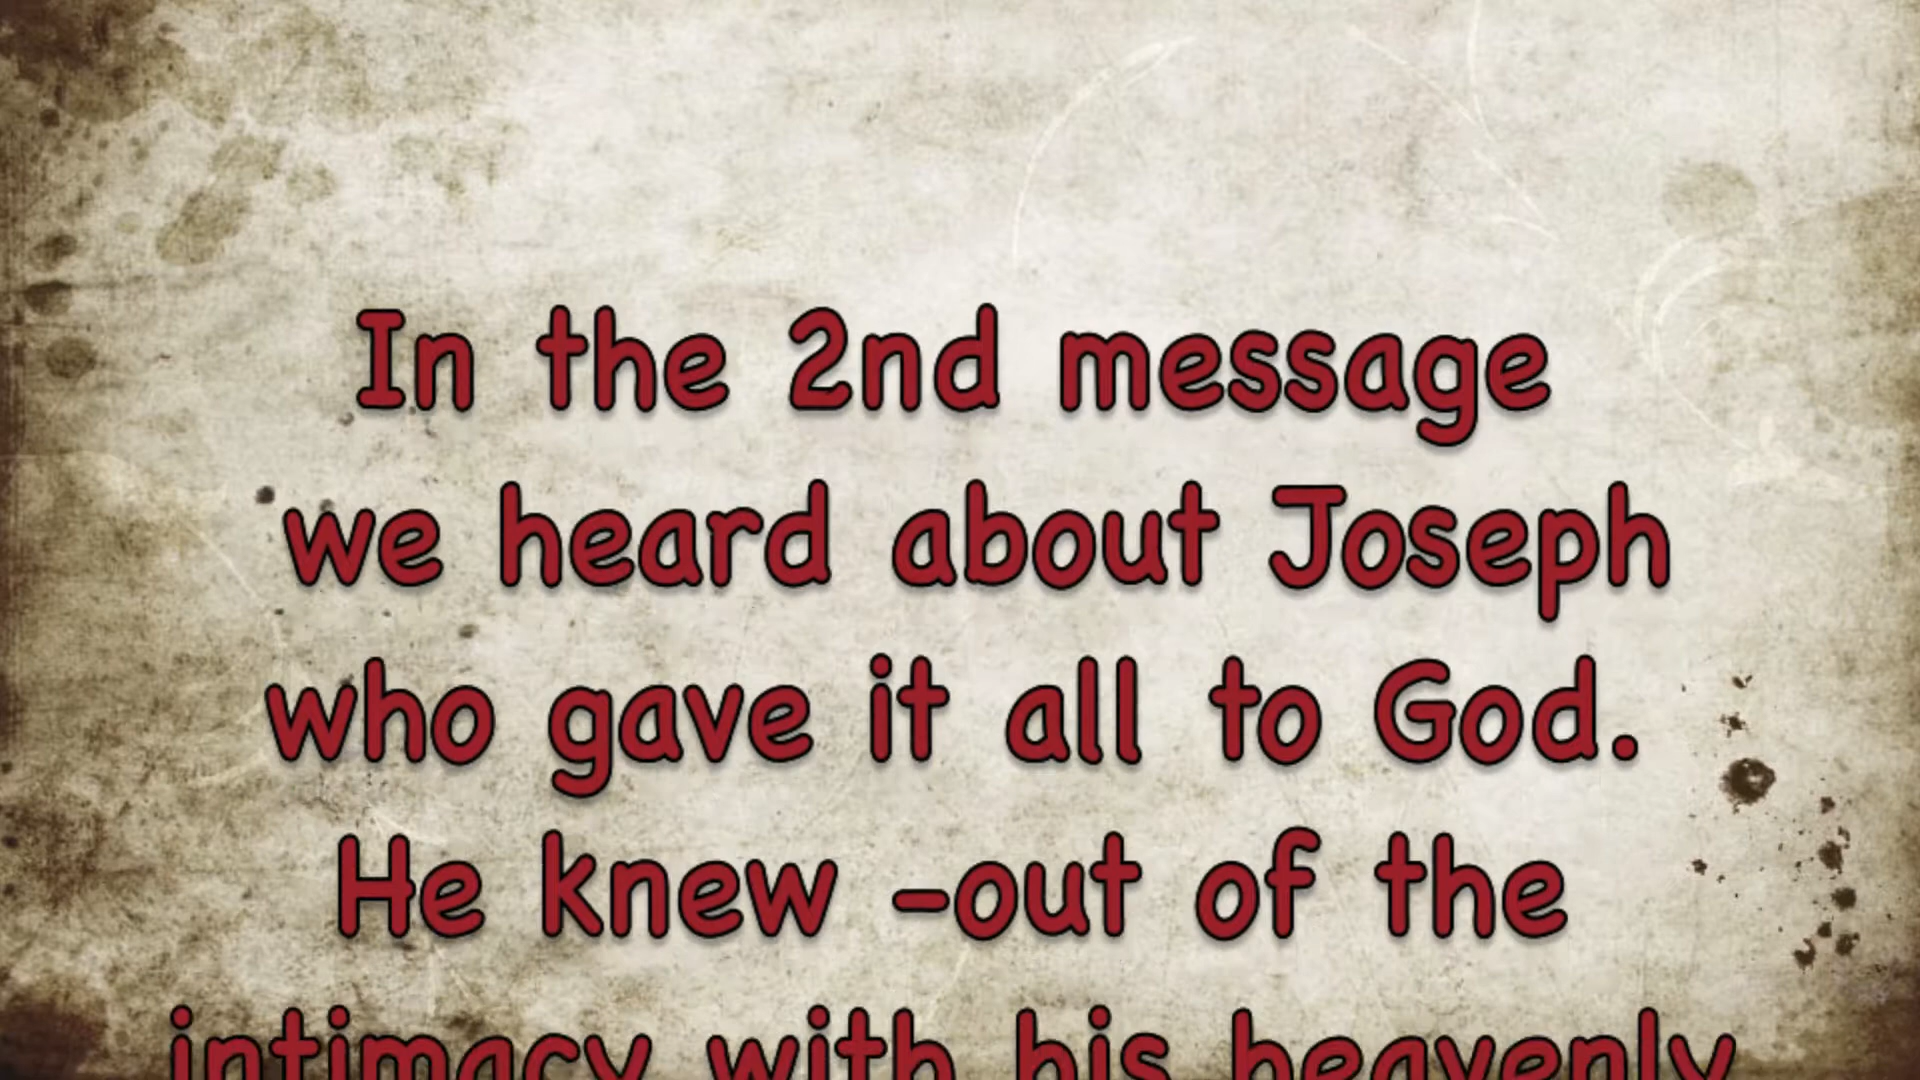 In the 2nd message
we heard about Joseph
who gave it all to God.
He knew -out of the
intimacy with his heavenly